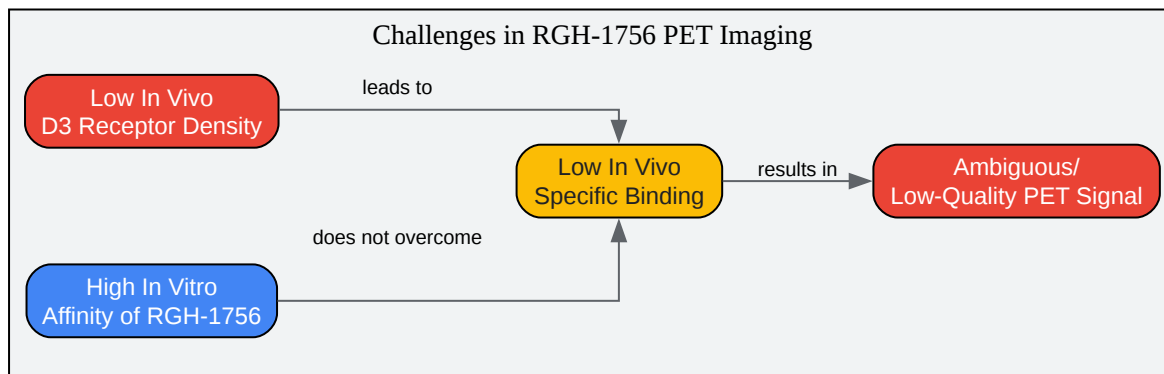 Challenges in RGH-1756 PET Imaging
Low In Vivo
D3 Receptor Density
leads to
Low In Vivo
Specific Binding
results in
Ambiguous/
Low-Quality PET Signal
does not overcome
High In Vitro
Affinity of RGH-1756